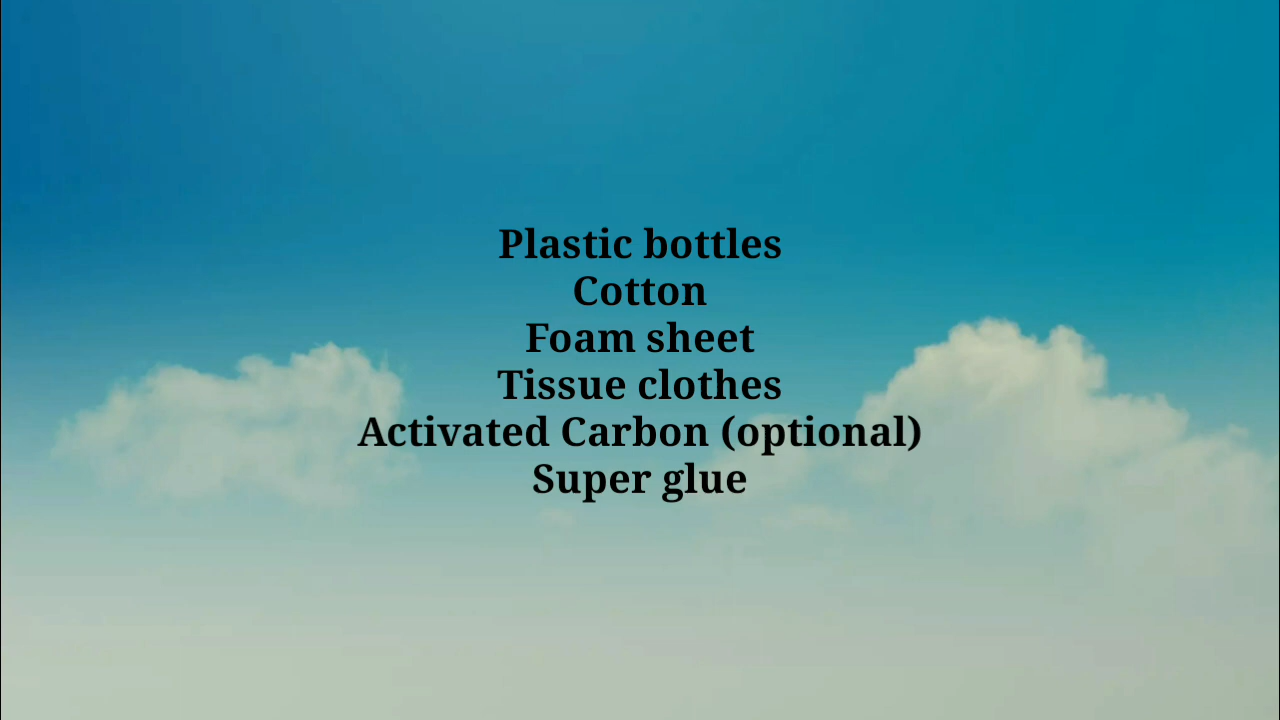 Plastic bottles
Cotton
Foam sheet
Tissue clothes
Activated Carbon (optional)
Super glue